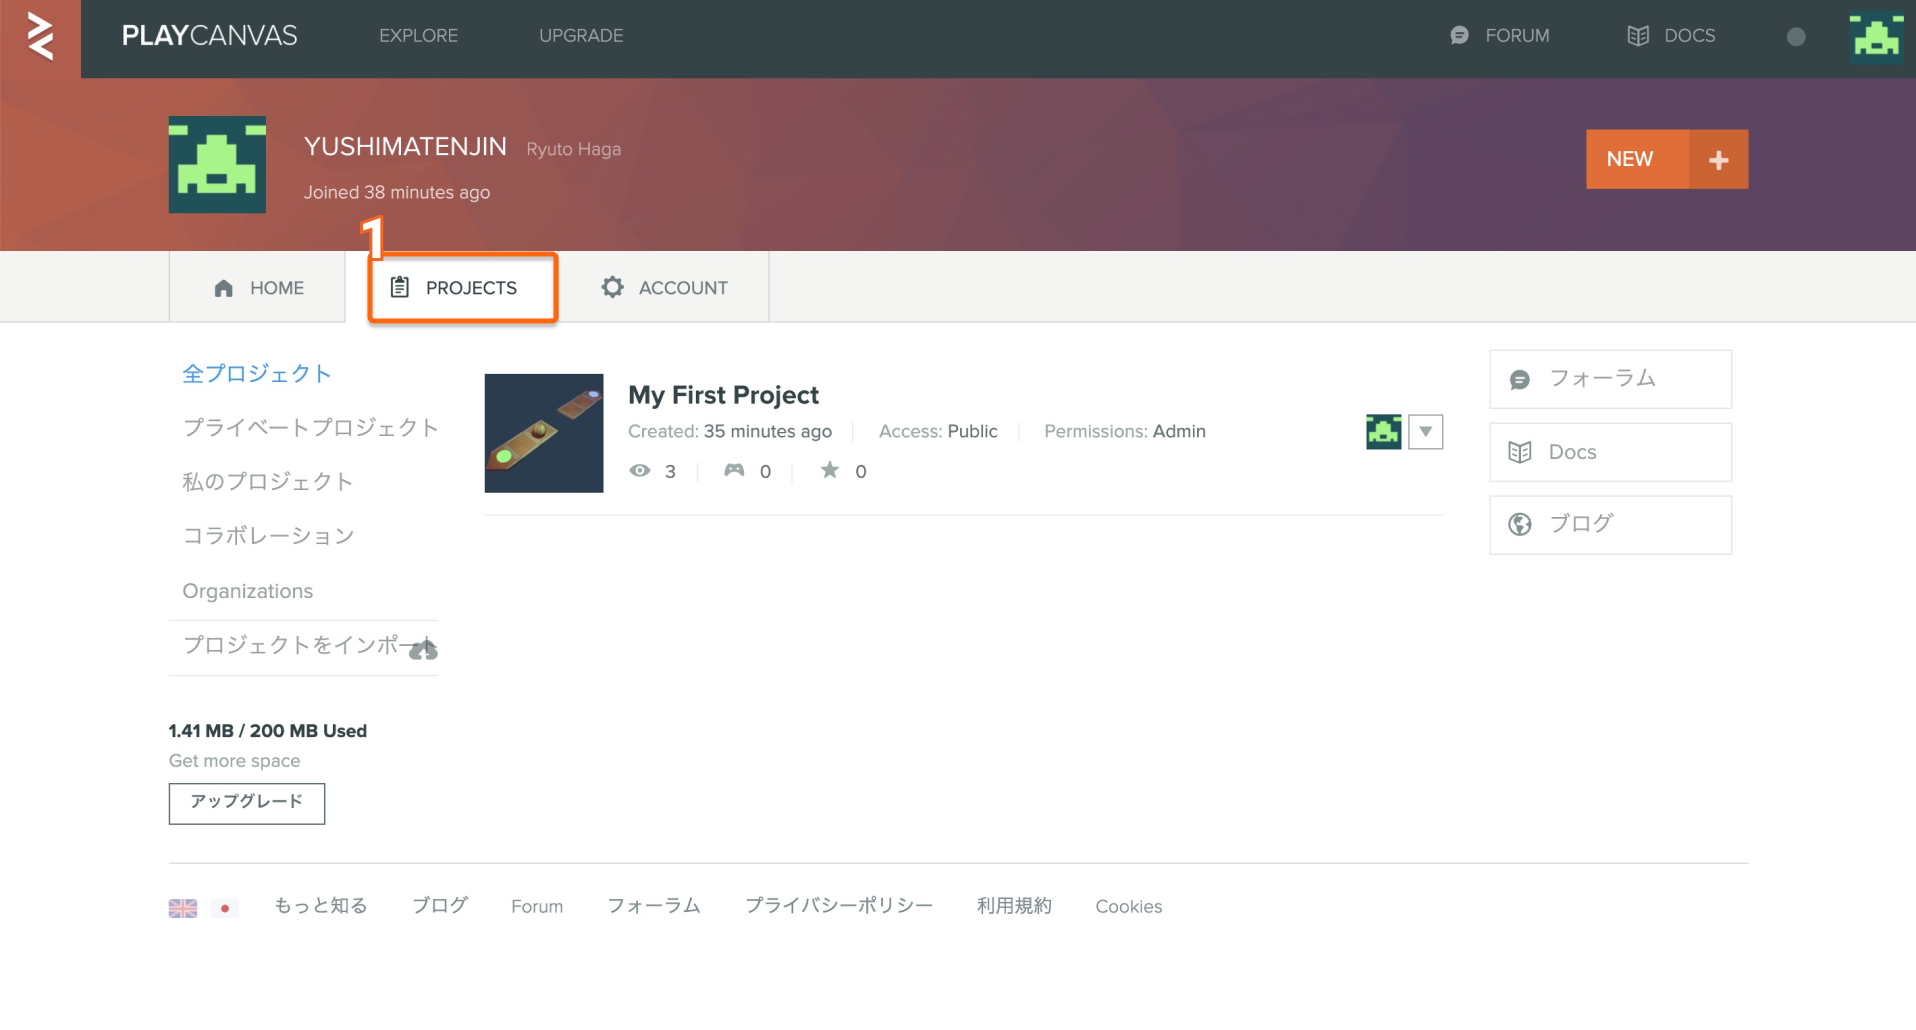 PLAYCANVAS EXPLORE UPGRADE FORUM DOCS
YUSHIMATENJIN Ryuto Haga
NEW +
Joined 38 minutes ago
1
HOME PROJECTS ACCOUNT
全プロジェクト
プライベートプロジェクト
私のプロジェクト
コラボレーション
Organizations
プロジェクトをインポート
1.41 MB / 200 MB Used
Get more space
アップグレード
My First Project
Created: 35 minutes ago Access: Public Permissions: Admin
3 0 0
フォーラム
Docs
ブログ
もっと知る ブログ Forum フォーラム プライバシーポリシー 利用規約 Cookies